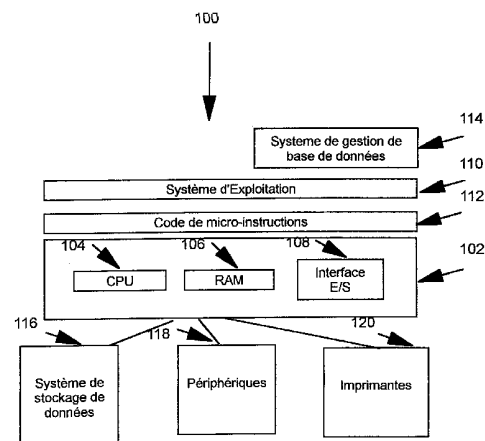 100
114
Systeme de gestion de
base de données
110
Système d'Exploitation
112
Code de micro-instructions
104
106
108
102
CPU
RAM
Interface
E/S
116
118
120
Système de
stockage de
données
Périphériques
Imprimantes